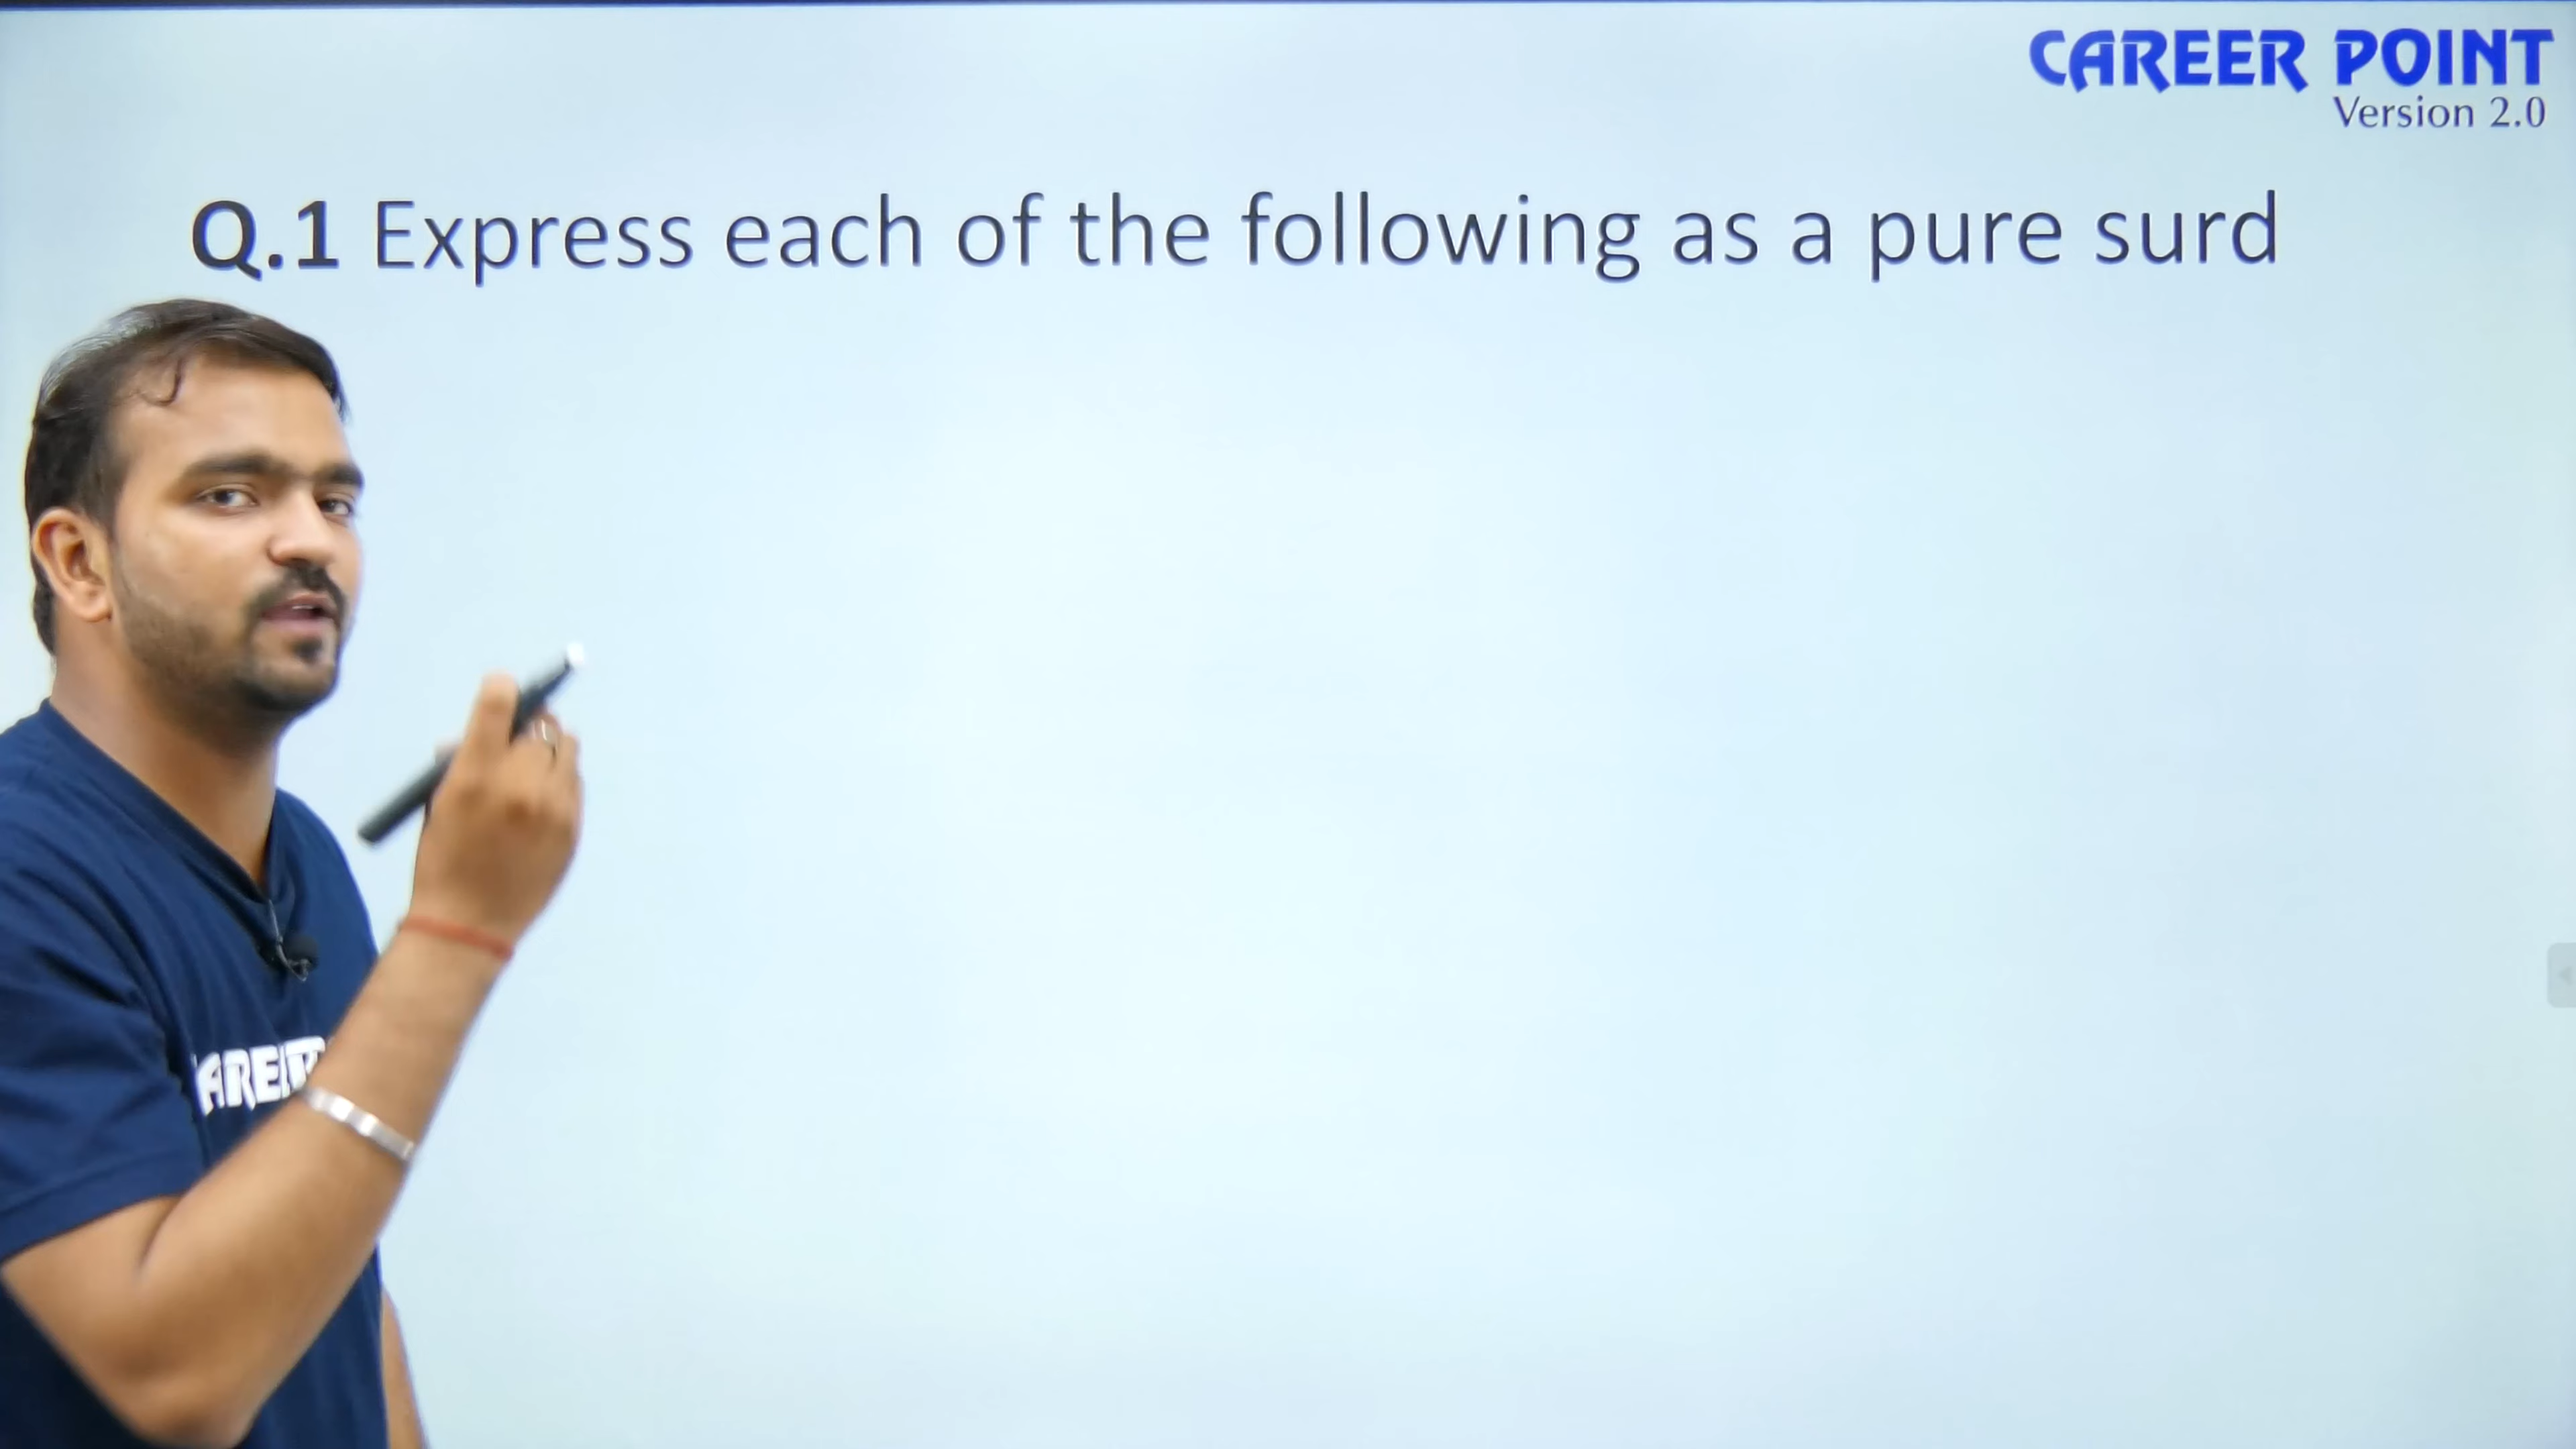 CAREER POINT
Version 2.0
Q.1 Express each of the following as a pure surd